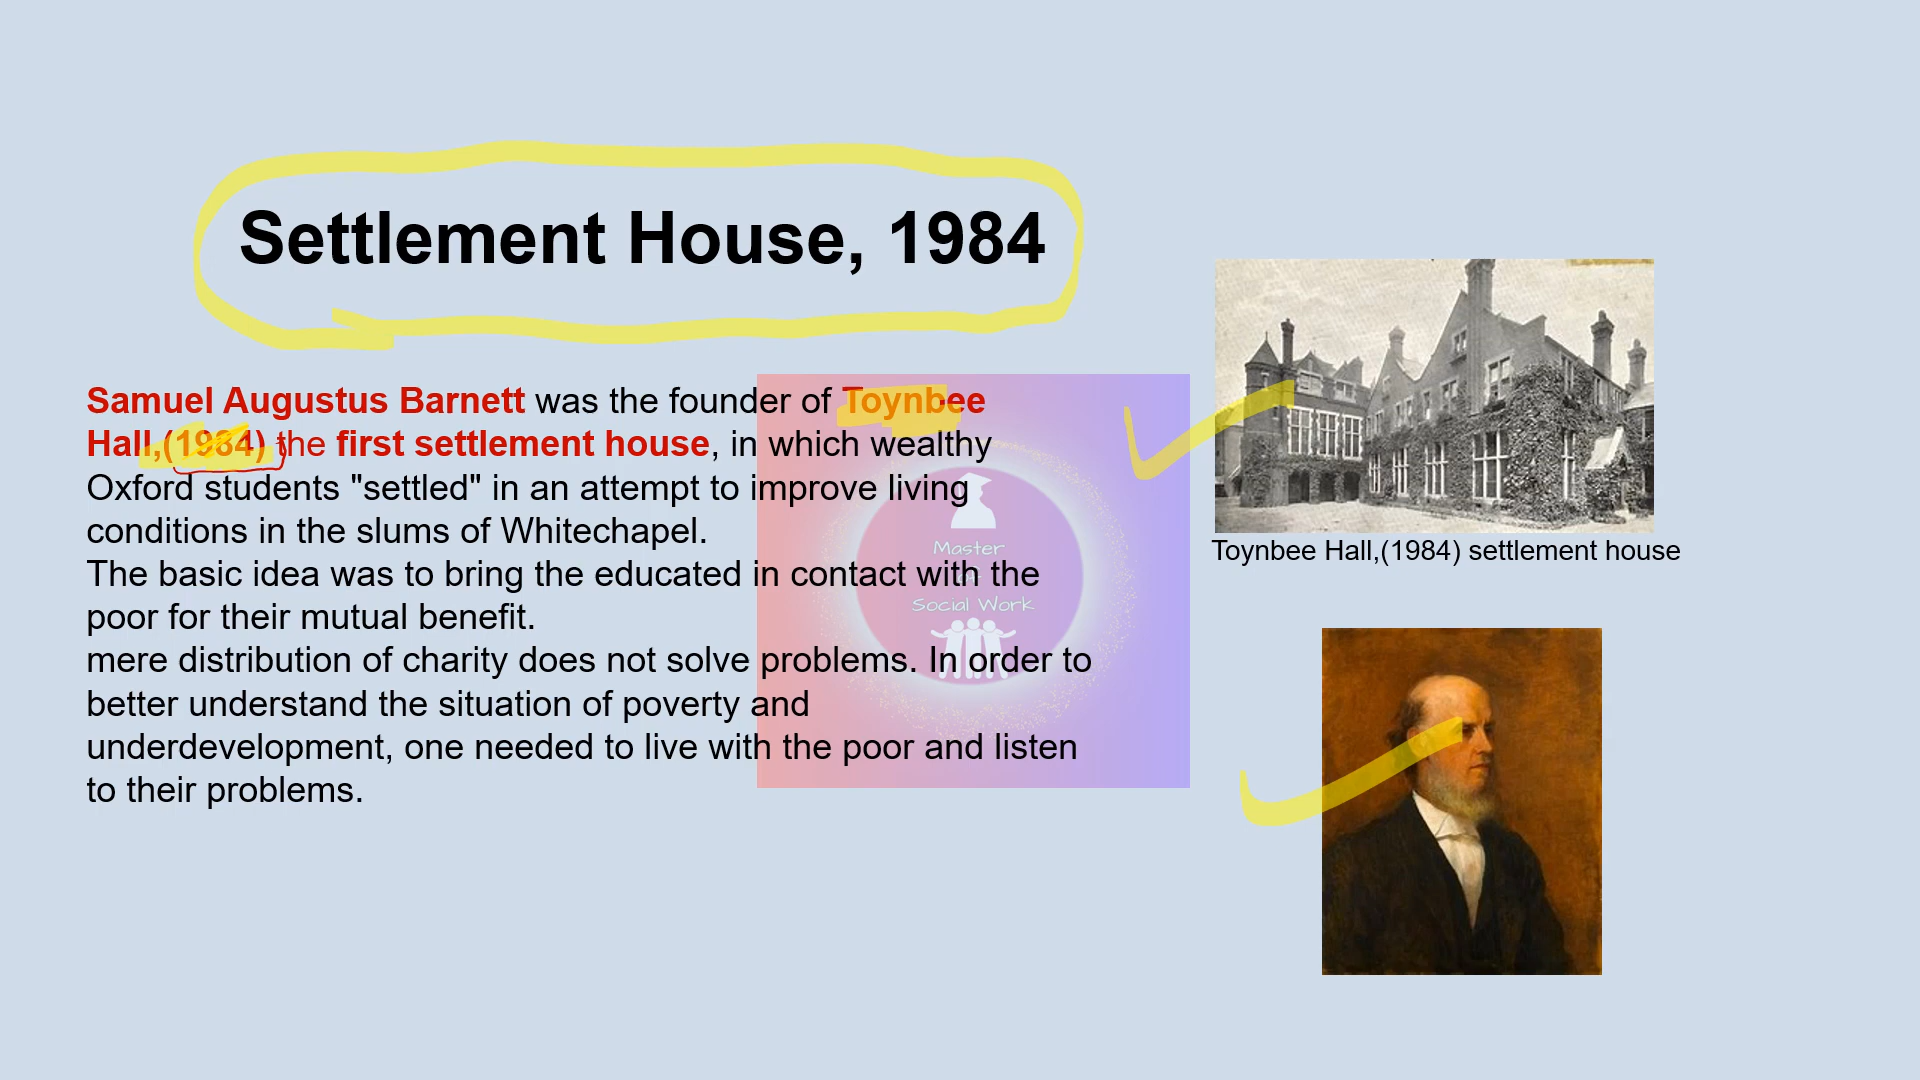 Settlement House, 1984
Samuel Augustus Barnett was the founder of Toynbee
Hall,(1984) the first settlement house, in which wealthy
Oxford students "settled" in an attempt to improve living
conditions in the slums of Whitechapel.
The basic idea was to bring the educated in contact with the
poor for their mutual benefit.
mere distribution of charity does not solve problems. In order to
better understand the situation of poverty and
underdevelopment, one needed to live with the poor and listen
to their problems.
Master
Social Work
Toynbee Hall,(1984) settlement house